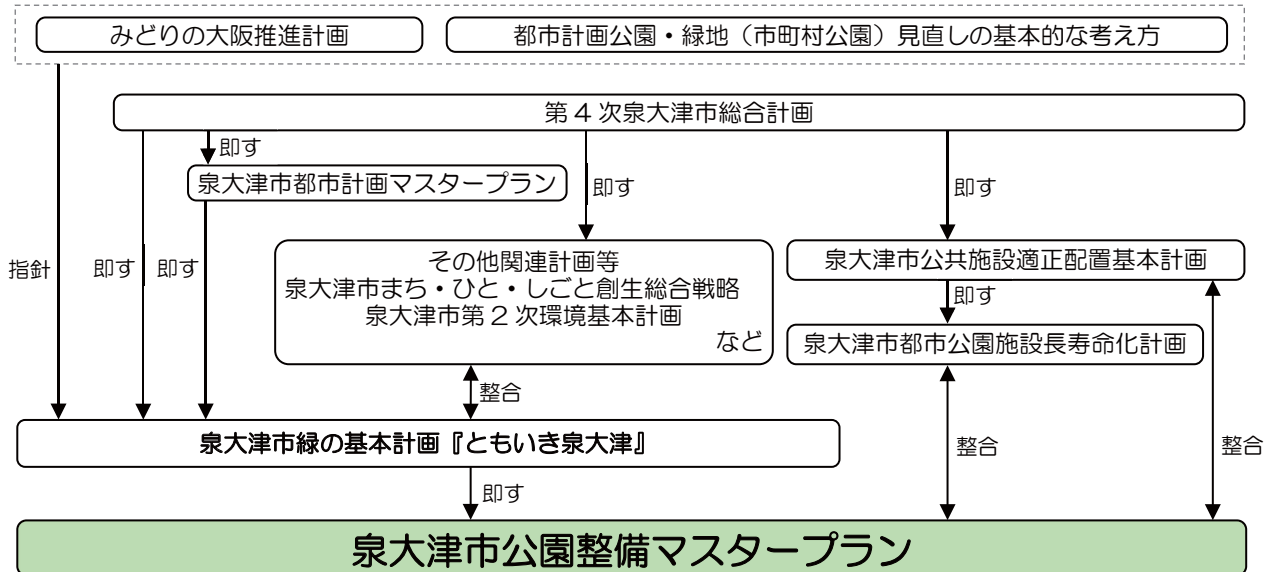 みどりの大阪推進計画
都市計画公園・緑地（市町村公園）見直しの基本的な考え方
第４次泉大津市総合計画
即す
泉大津市都市計画マスタープラン
即す
即す
その他関連計画等
泉大津市まち・ひと・しごと創生総合戦略
泉大津市第２次環境基本計画
など
泉大津市公共施設適正配置基本計画
指針
即す
即す
即す
泉大津市都市公園施設長寿命化計画
整合
泉大津市緑の基本計画『ともいき泉大津』
整合
整合
即す
泉大津市公園整備マスタープラン